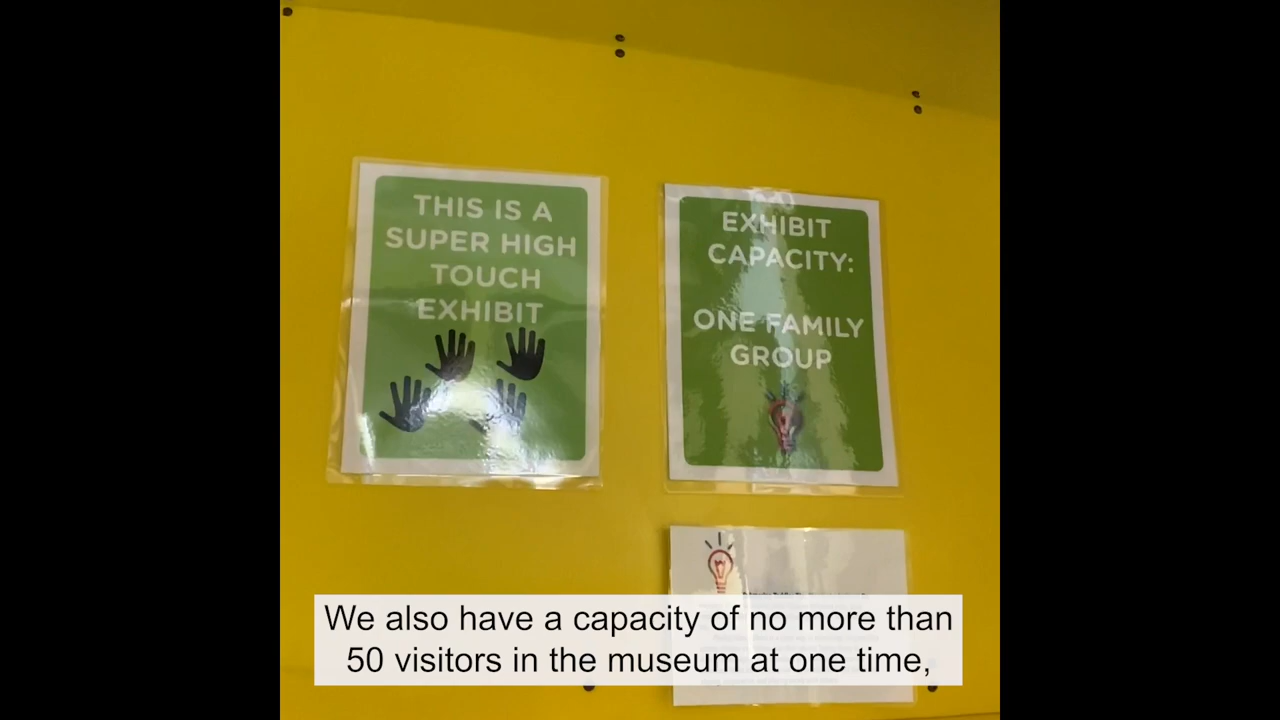 THIS IS A
SUPER HIGH
TOUCH
EXHIBIT
EXHIBIT
CAPACITY:
ONE FAMILY
GROUP
We also have a capacity of no more than
50 visitors in the museum at one time,